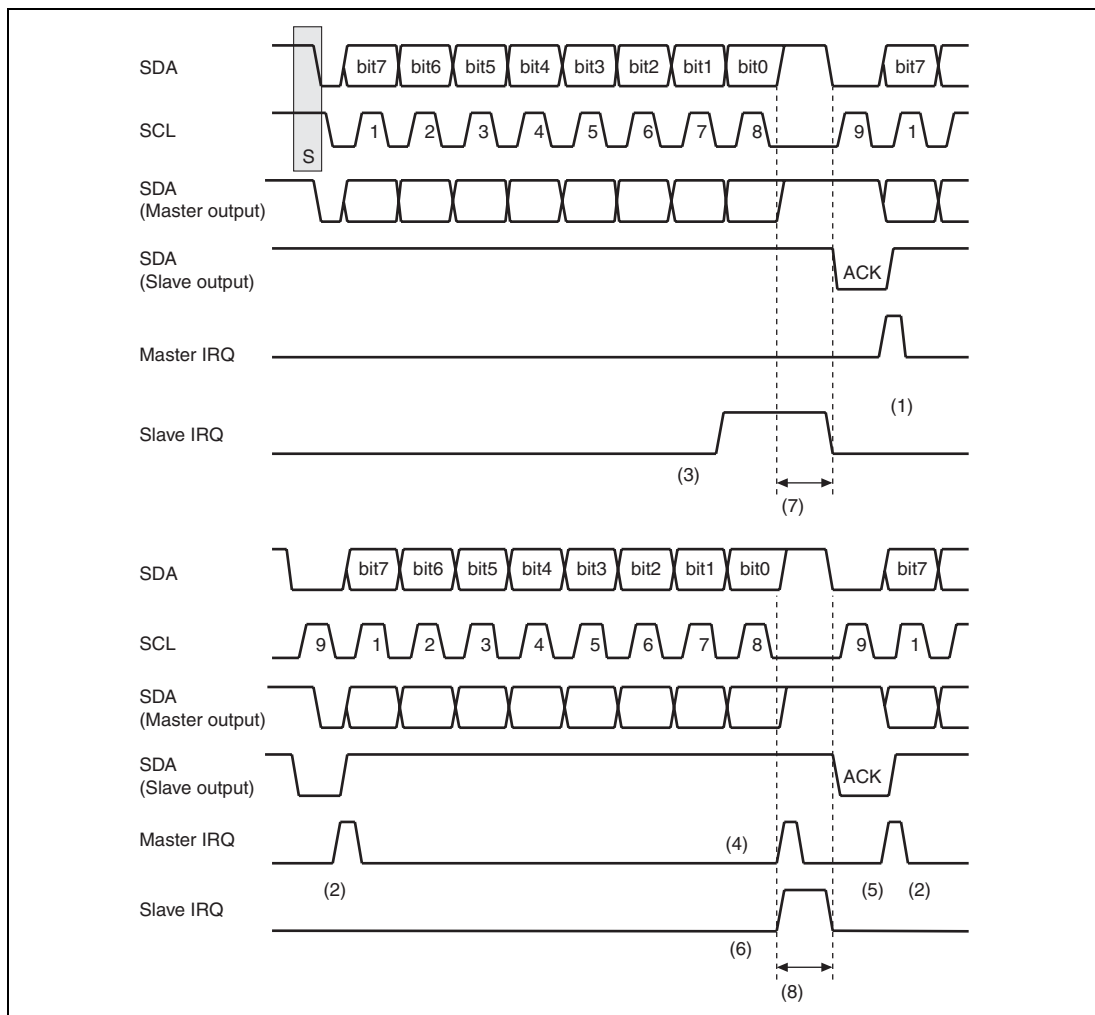 SDA bit7 bit6 bit5 bit4 bit3 bit2 bit1 bit0 bit7
SCL 1 2 3 4 5 6 7 8 9 1
S
SDA
(Master output)
SDA
(Slave output)
ACK
Master IRQ
(1)
Slave IRQ
(3)
(7)
SDA bit7 bit6 bit5 bit4 bit3 bit2 bit1 bit0 bit7
SCL 9 1 2 3 4 5 6 7 8 9 1
SDA
(Master output)
SDA
(Slave output)
ACK
Master IRQ (4)
(2) (5) (2)
Slave IRQ
(6)
(8)